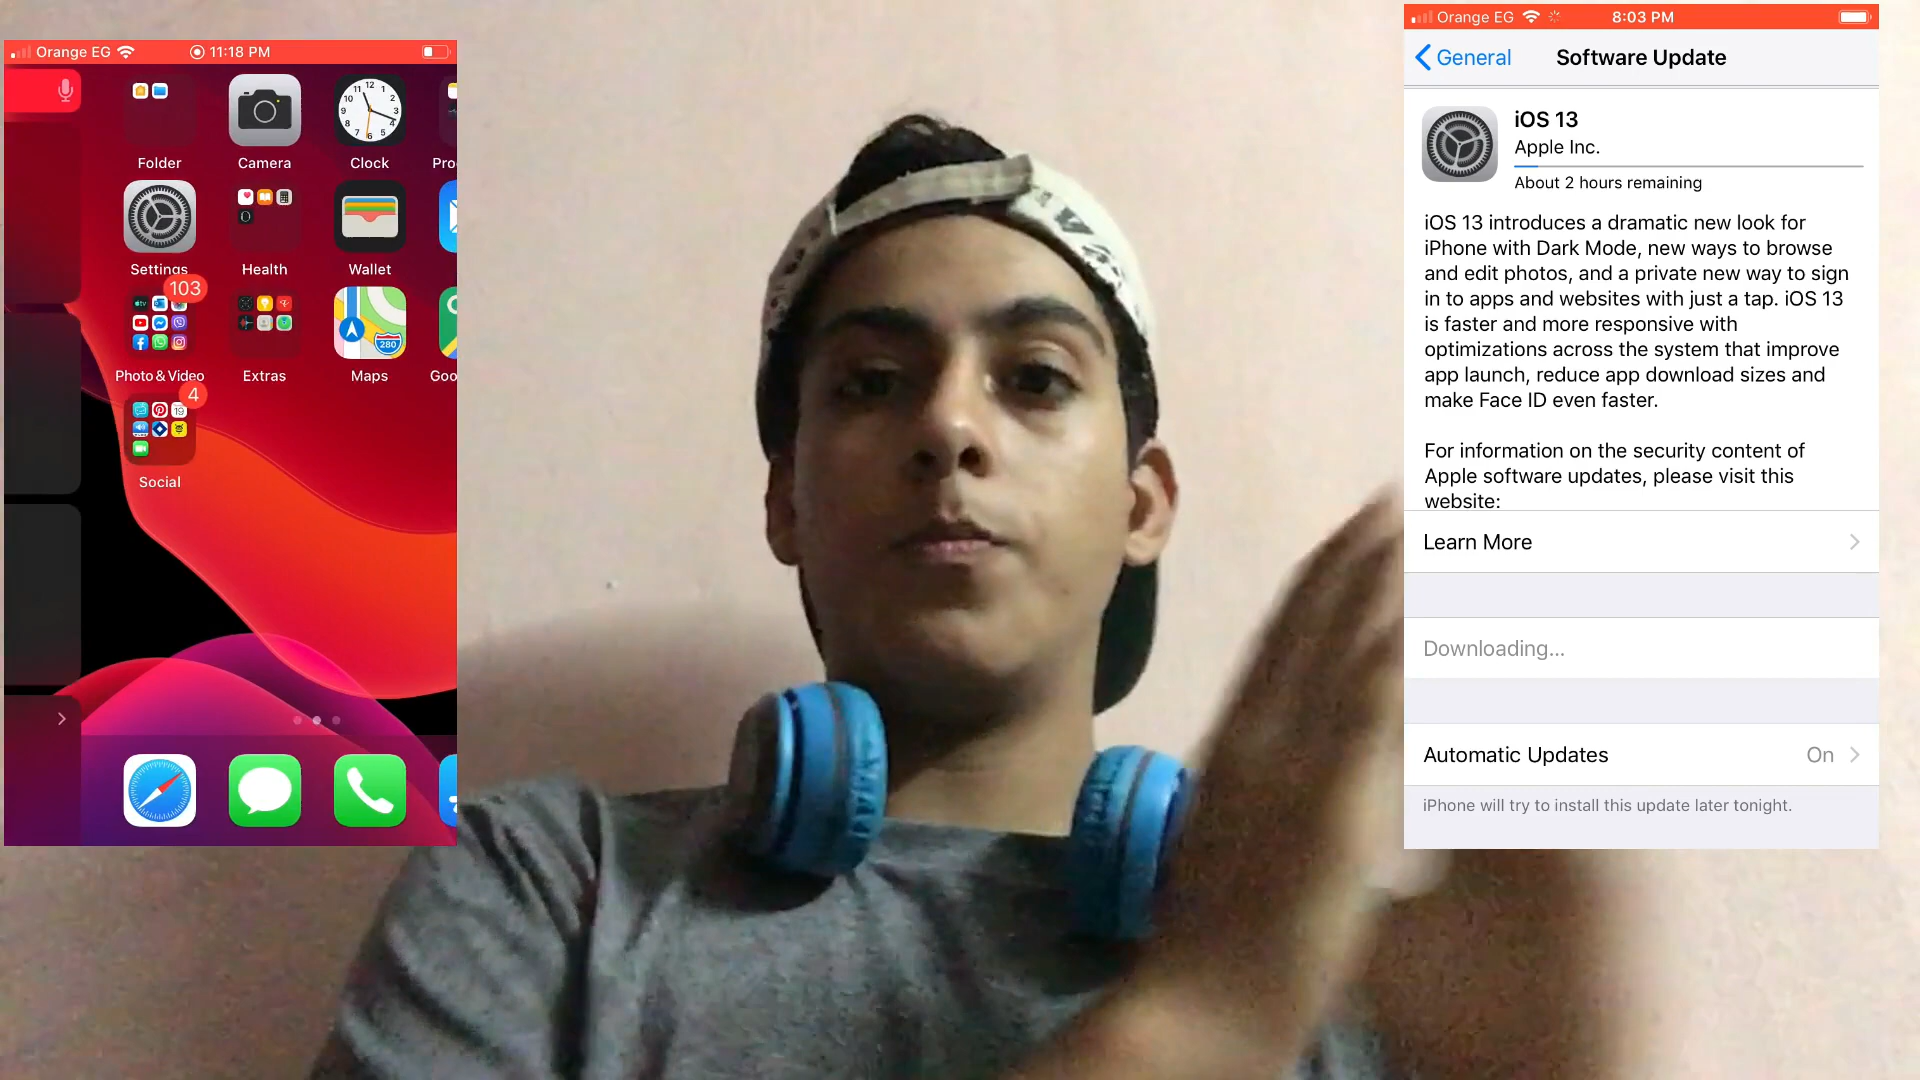 Orange EG
11:18 PM
Folder
Camera
Clock
Pro
Settings
Health
Wallet
103
Photo & Video
Extras
Maps
280
Goo
4
19
Social
Orange EG
8:03 PM
General
Software Update
iOS 13
Apple Inc.
About 2 hours remaining
iOS 13 introduces a dramatic new look for
iPhone with Dark Mode, new ways to browse
and edit photos, and a private new way to sign
in to apps and websites with just a tap. iOS 13
is faster and more responsive with
optimizations across the system that improve
app launch, reduce app download sizes and
make Face ID even faster.
For information on the security content of
Apple software updates, please visit this
website:
Learn More
Downloading...
Automatic Updates
On
iPhone will try to install this update later tonight.